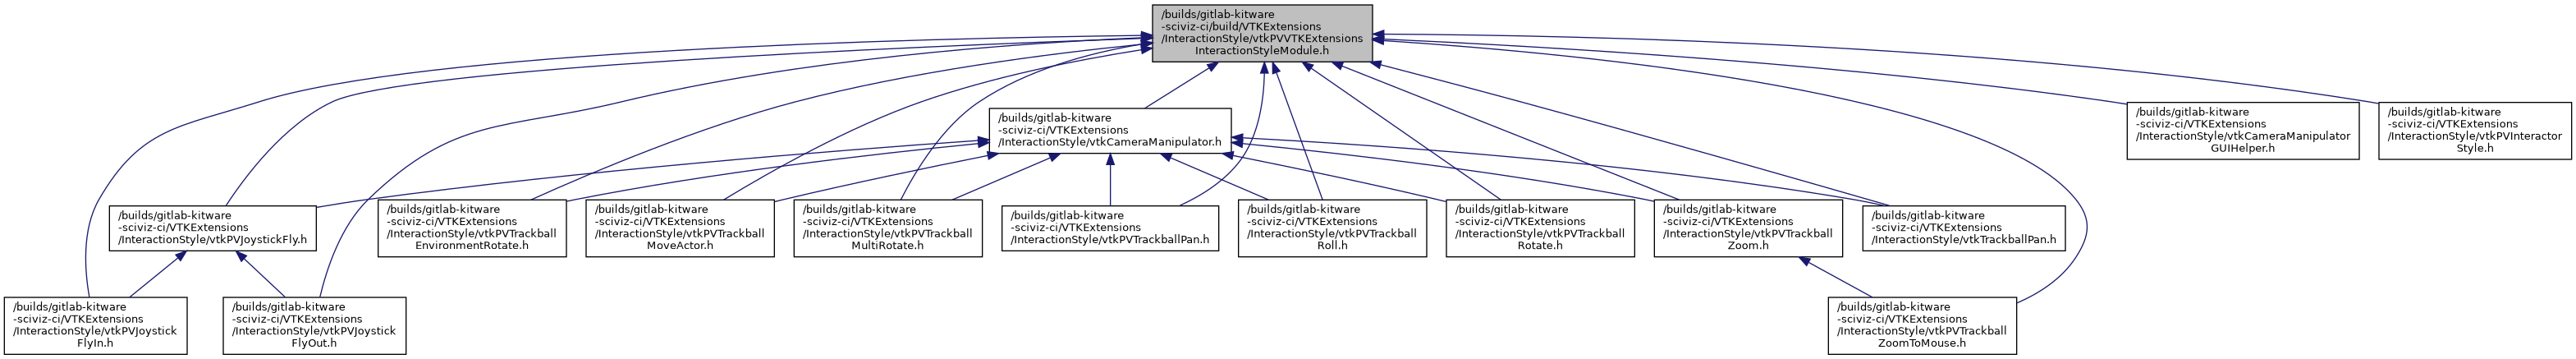 /builds/gitlab-kitware
-sciviz-ci/build/VTKExtensions
/InteractionStyle/vtkPVVTKExtensions
InteractionStyleModule.h
/builds/gitlab-kitware
-sciviz-ci/VTKExtensions
/InteractionStyle/vtkCameraManipulator.h
/builds/gitlab-kitware
-sciviz-ci/VTKExtensions
/InteractionStyle/vtkCameraManipulator
GUIHelper.h
/builds/gitlab-kitware
-sciviz-ci/VTKExtensions
/InteractionStyle/vtkPVInteractor
Style.h
/builds/gitlab-kitware
-sciviz-ci/VTKExtensions
/InteractionStyle/vtkPVJoystickFly.h
/builds/gitlab-kitware
-sciviz-ci/VTKExtensions
/InteractionStyle/vtkPVTrackball
EnvironmentRotate.h
/builds/gitlab-kitware
-sciviz-ci/VTKExtensions
/InteractionStyle/vtkPVTrackball
MoveActor.h
/builds/gitlab-kitware
-sciviz-ci/VTKExtensions
/InteractionStyle/vtkPVTrackball
MultiRotate.h
/builds/gitlab-kitware
-sciviz-ci/VTKExtensions
/InteractionStyle/vtkPVTrackballPan.h
/builds/gitlab-kitware
-sciviz-ci/VTKExtensions
/InteractionStyle/vtkPVTrackball
Roll.h
/builds/gitlab-kitware
-sciviz-ci/VTKExtensions
/InteractionStyle/vtkPVTrackball
Rotate.h
/builds/gitlab-kitware
-sciviz-ci/VTKExtensions
/InteractionStyle/vtkPVTrackball
Zoom.h
/builds/gitlab-kitware
-sciviz-ci/VTKExtensions
/InteractionStyle/vtkTrackballPan.h
/builds/gitlab-kitware
-sciviz-ci/VTKExtensions
/InteractionStyle/vtkPVJoystick
FlyIn.h
/builds/gitlab-kitware
-sciviz-ci/VTKExtensions
/InteractionStyle/vtkPVJoystick
FlyOut.h
/builds/gitlab-kitware
-sciviz-ci/VTKExtensions
/InteractionStyle/vtkPVTrackball
ZoomToMouse.h